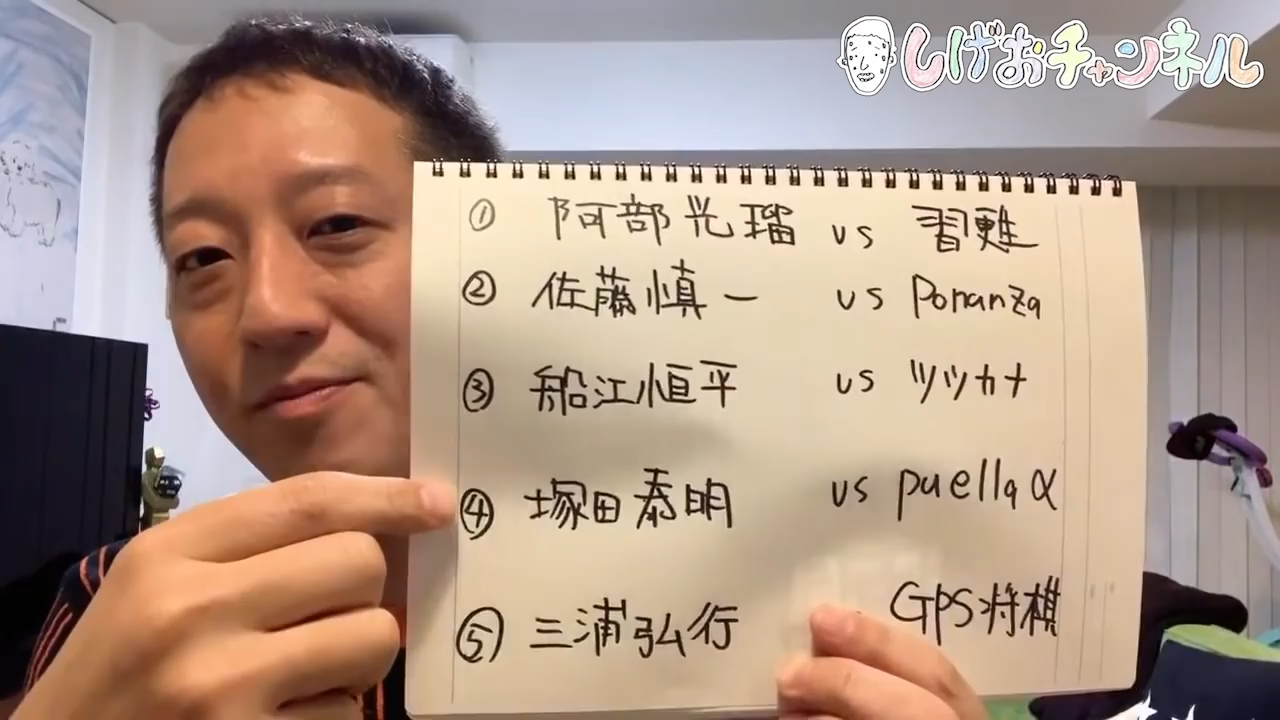 しげおチャンネル
① 阿部光瑠 vs 習甦
② 佐藤慎一 vs Ponanza
③ 船江恒平 vs ツツカナ
④ 塚田泰明 vs puella α
⑤ 三浦弘行 GPS将棋